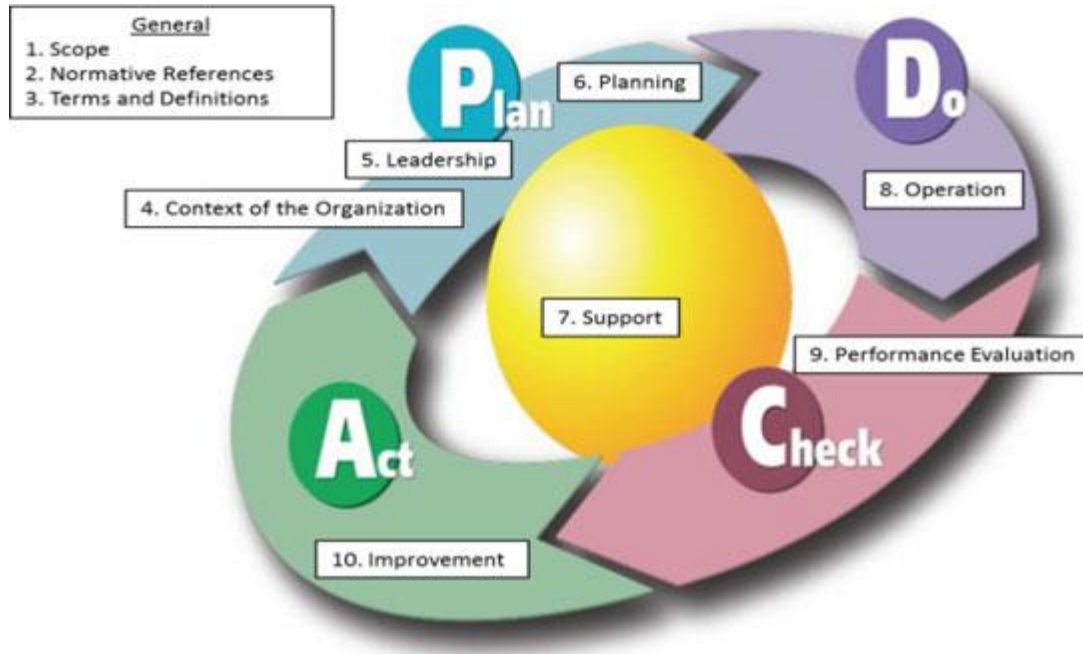 General
1. Scope
2. Normative References
3. Terms and Definitions
Plan
6. Planning
5. Leadership
4. Context of the Organization
Do
8. Operation
7. Support
9. Performance Evaluation
Check
Act
10. Improvement